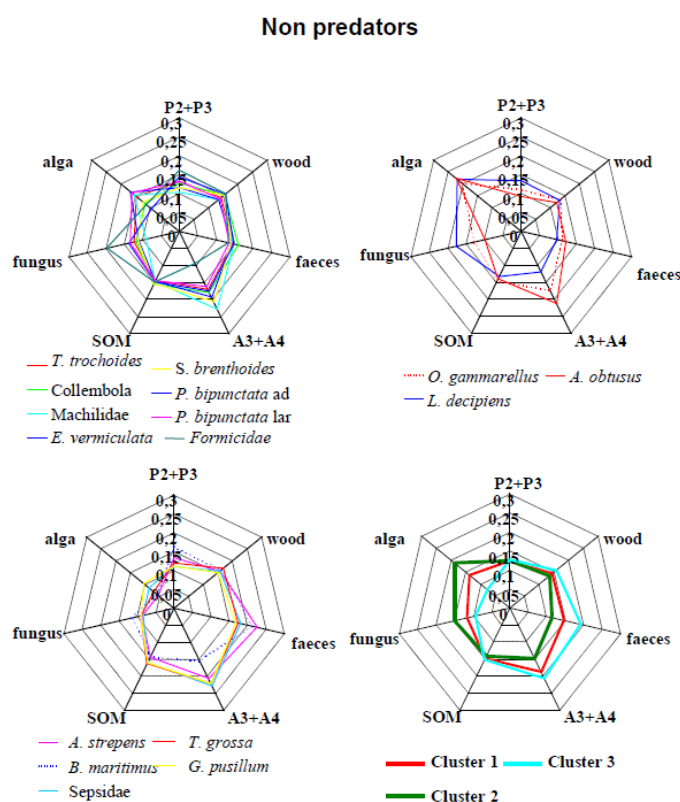 Non predators
P2+P3
0,3
0,25
0,2
0,15
0,1
0,05
0
alga
wood
fungus
faeces
SOM
A3+A4
T. trochoides
S. brenthoides
Collembola
P. bipunctata ad
Machilidae
P. bipunctata lar
E. vermiculata
Formicidae
P2+P3
0,3
0,25
0,2
0,15
0,1
0,05
0
alga
wood
fungus
faeces
SOM
A3+A4
O. gammarellus
A. obtusus
L. decipiens
P2+P3
0,3
0,25
0,2
0,15
0,1
0,05
0
alga
wood
fungus
faeces
SOM
A3+A4
A. strepens
T. grossa
B. maritimus
G. pusillum
Sepsidae
P2+P3
0,3
0,25
0,2
0,15
0,1
0,05
0
alga
wood
fungus
faeces
SOM
A3+A4
Cluster 1
Cluster 3
Cluster 2